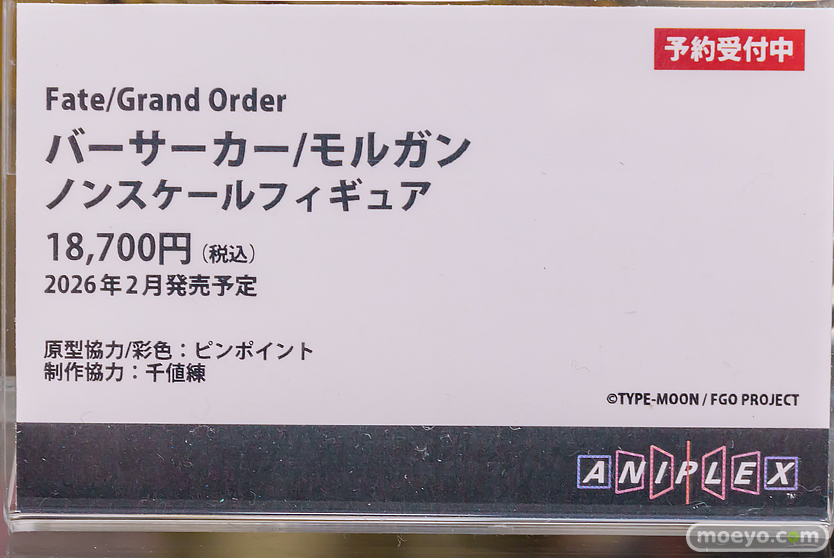 予約受付中
Fate/Grand Order
バーサーカー/モルガン
ノンスケールフィギュア
18,700円（税込）
2026年2月発売予定
原型協力/彩色：ピンポイント
制作協力：千値練
©TYPE-MOON / FGO PROJECT
ANIPLEX
moeyo.com